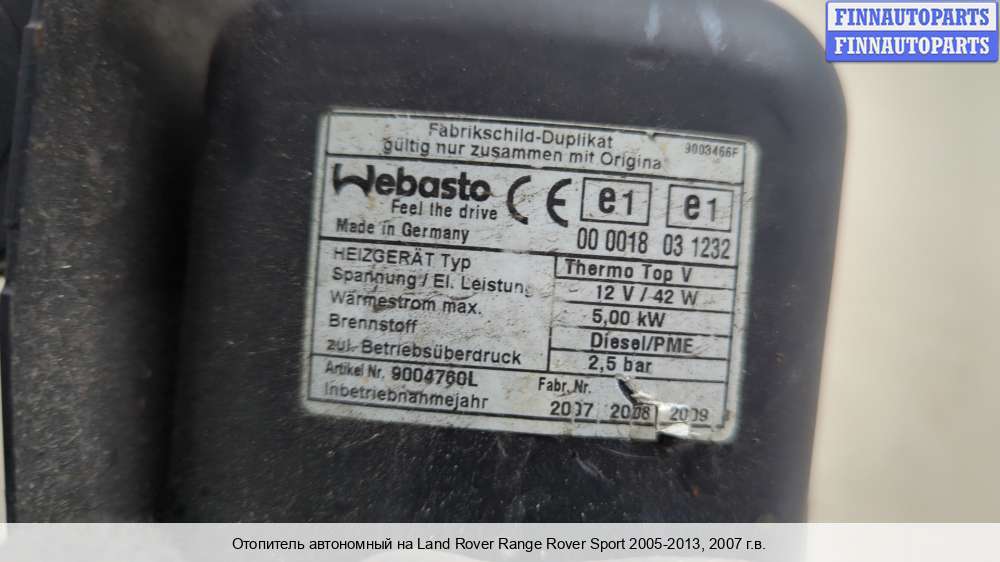 FINNAUTOPARTS
FINNAUTOPARTS
Fabrikschild-Duplikat
gültig nur zusammen mit Origina
9003466F
Webasto
Feel the drive
Made in Germany
CE e1 e1
00 0018 03 1232
HEIZGERÄT Typ Thermo Top V
Spannung / El. Leistung 12 V / 42 W
Wärmestrom max. 5,00 kW
Brennstoff Diesel/PME
zul. Betriebsüberdruck 2,5 bar
Artikel Nr. 9004760L Fabr. Nr.
Inbetriebnahmejahr 2007 2008 2009
Отопитель автономный на Land Rover Range Rover Sport 2005-2013, 2007 г.в.